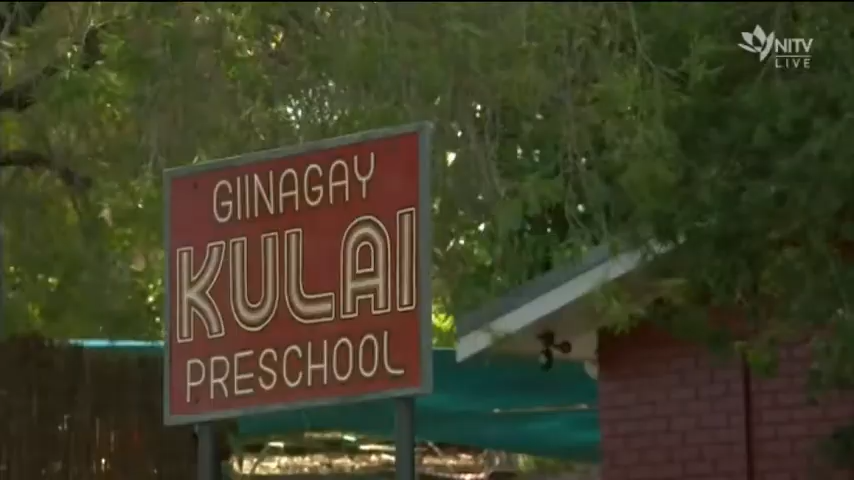 NITV
LIVE
GIINAGAY
KULAI
PRESCHOOL